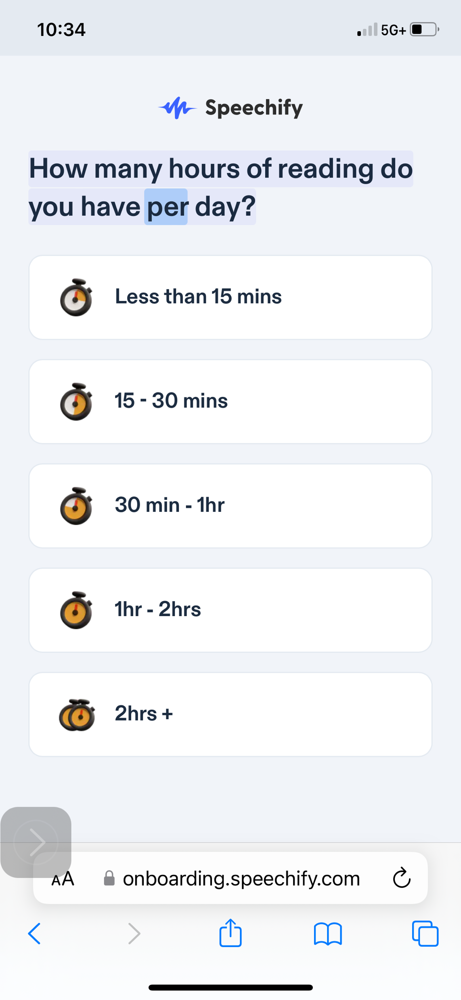 10:34
5G+
Speechify
How many hours of reading do
you have per day?
Less than 15 mins
15 - 30 mins
30 min - 1hr
1hr - 2hrs
2hrs +
AA
onboarding.speechify.com